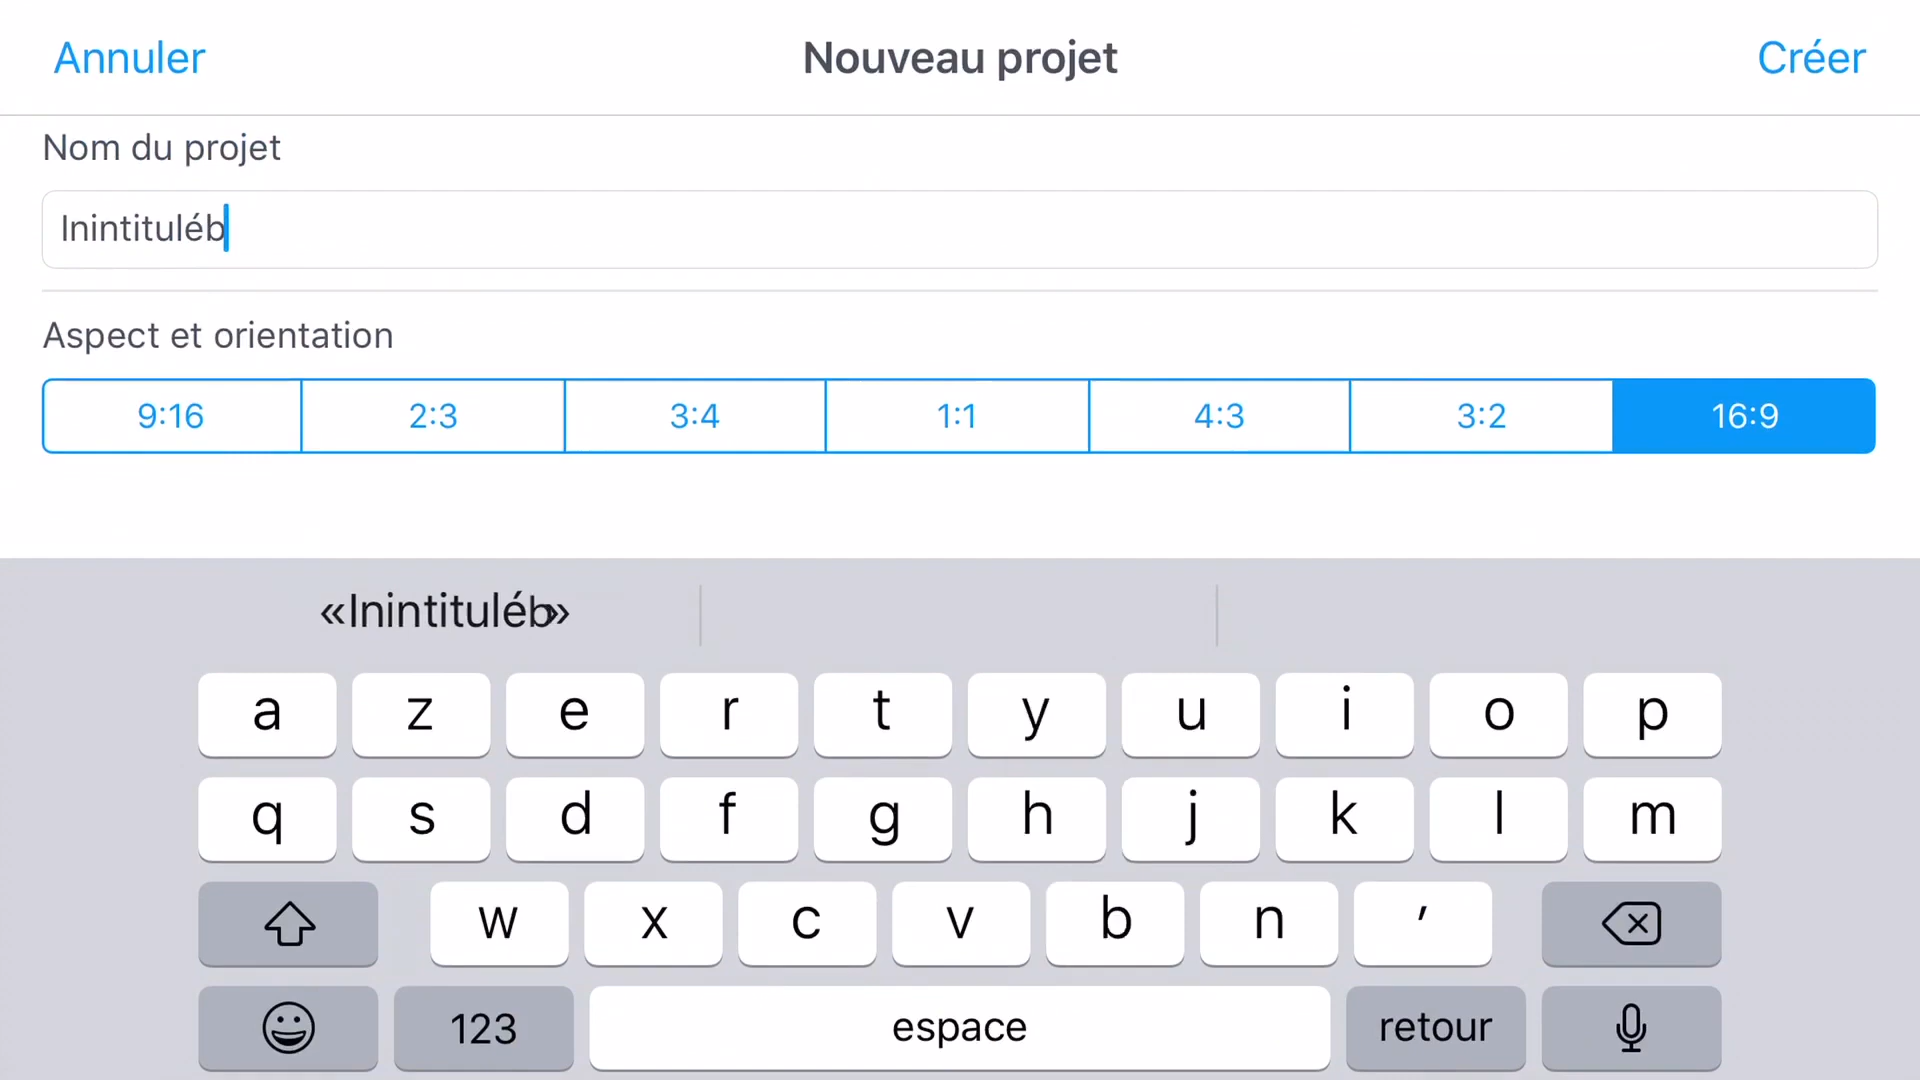 Annuler Nouveau projet Créer
Nom du projet
Inintituléb
Aspect et orientation
9:16 2:3 3:4 1:1 4:3 3:2 16:9
«Inintituléb»
a z e r t y u i o p
q s d f g h j k l m
w x c v b n ′
123 espace retour